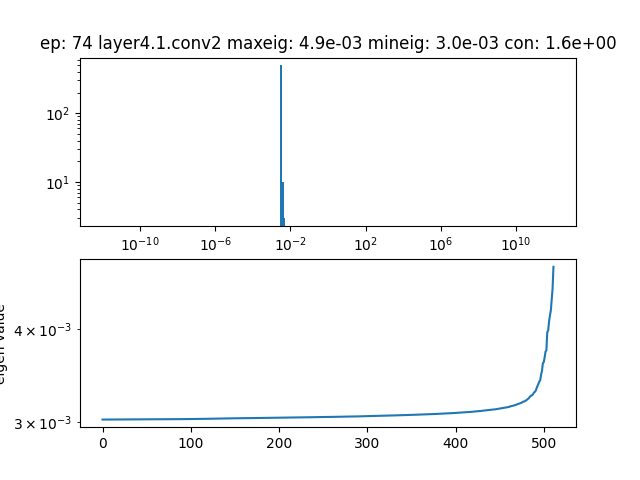 ep: 74 layer4.1.conv2 maxeig: 4.9e-03 mineig: 3.0e-03 con: 1.6e+00
10²
10¹
10⁻¹⁰ 10⁻⁶ 10⁻² 10² 10⁶ 10¹⁰
eigen value
4 × 10⁻³
3 × 10⁻³
0 100 200 300 400 500